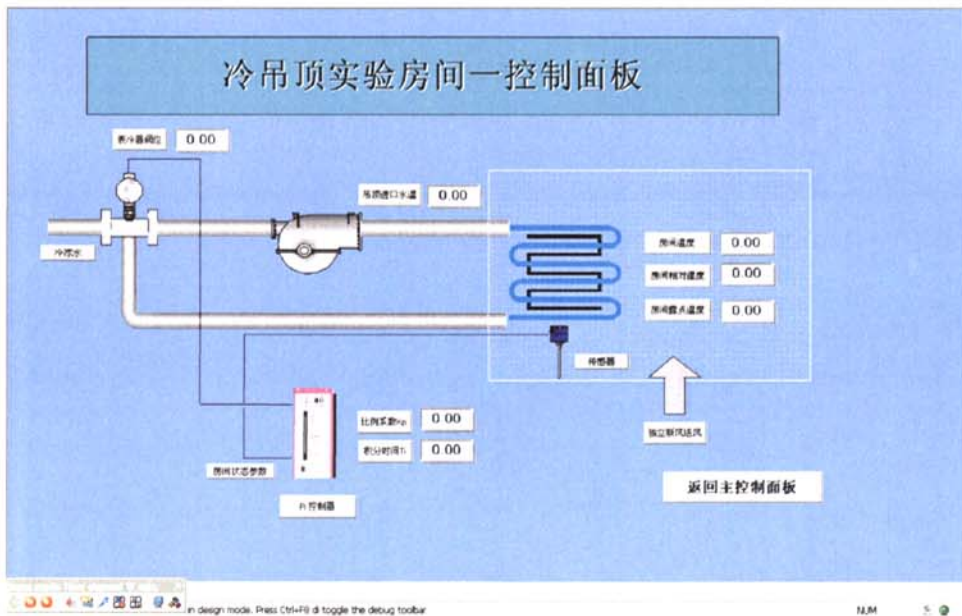 冷吊顶实验房间一控制面板
表冷器阀位 0.00
吊顶进口水温 0.00
冷冻水
房间温度 0.00
房间相对湿度 0.00
房间露点温度 0.00
传感器
比例系数Kp 0.00
积分时间Ti 0.00
独立新风送风
房间状态参数
返回主控制面板
PI控制器
in design mode. Press Ctrl+F9 di toggle the debug toolbar
NUM